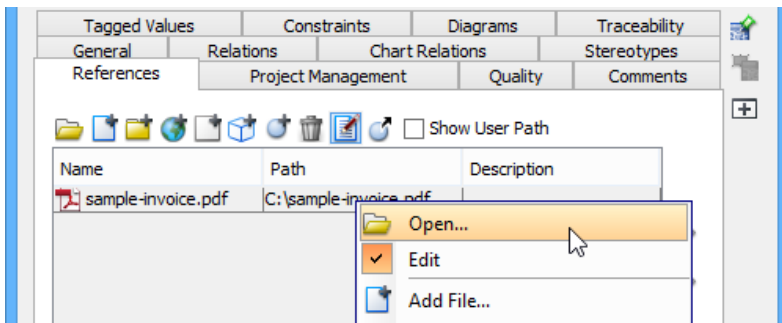 Tagged Values Constraints Diagrams Traceability
General Relations Chart Relations Stereotypes
References Project Management Quality Comments
Show User Path
Name Path Description
sample-invoice.pdf C:\sample-invoice.pdf
Open...
Edit
Add File...